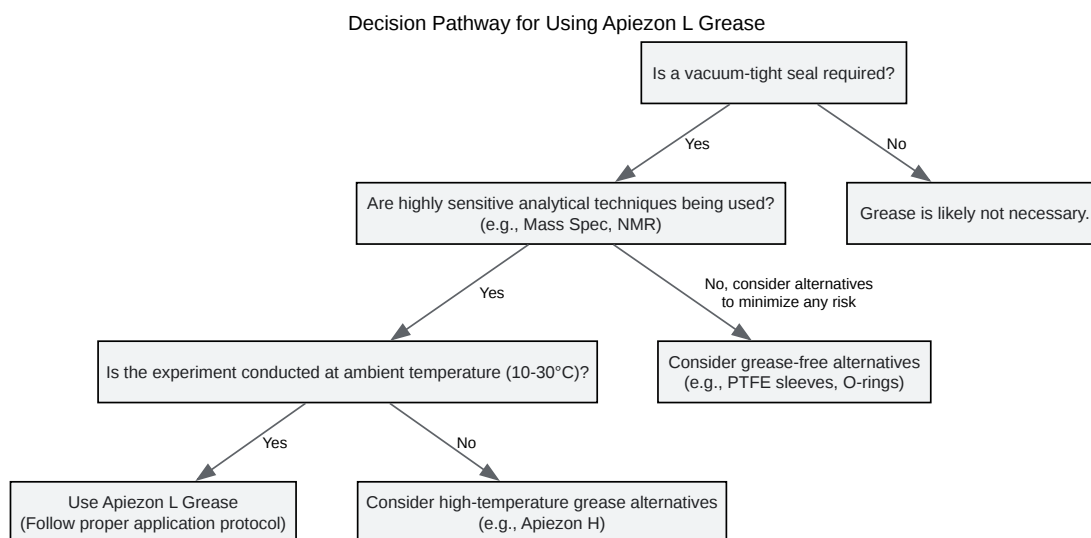 Decision Pathway for Using Apiezon L Grease
Is a vacuum-tight seal required?
Yes
No
Are highly sensitive analytical techniques being used?
(e.g., Mass Spec, NMR)
Grease is likely not necessary.
Yes
No, consider alternatives
to minimize any risk
Is the experiment conducted at ambient temperature (10-30°C)?
Consider grease-free alternatives
(e.g., PTFE sleeves, O-rings)
Yes
No
Use Apiezon L Grease
(Follow proper application protocol)
Consider high-temperature grease alternatives
(e.g., Apiezon H)